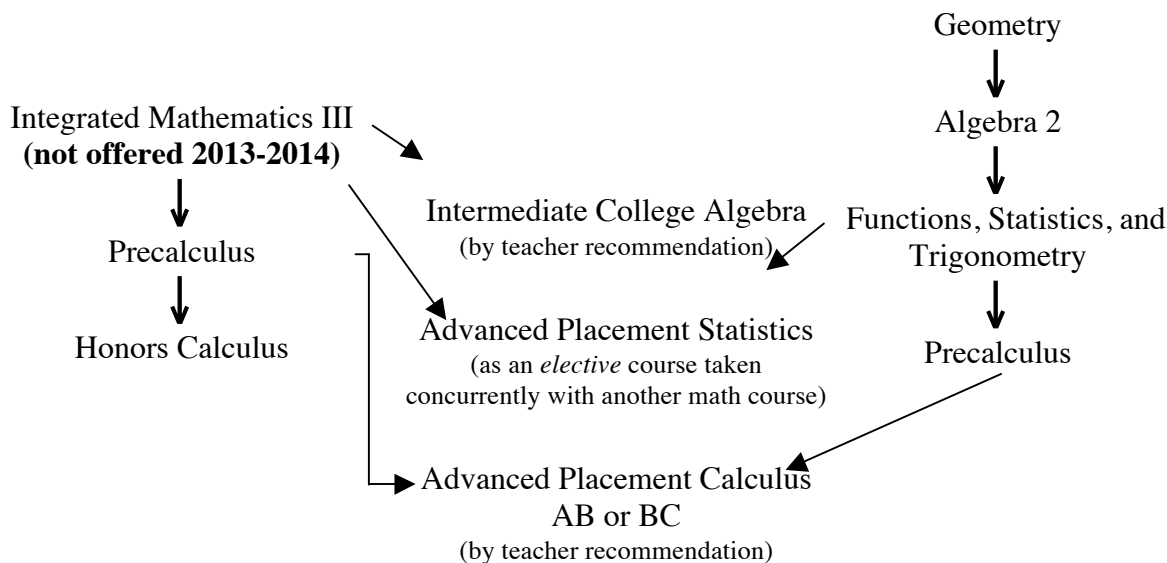 Geometry
Integrated Mathematics III
(not offered 2013-2014)
Algebra 2
Intermediate College Algebra
(by teacher recommendation)
Functions, Statistics, and
Trigonometry
Precalculus
Honors Calculus
Advanced Placement Statistics
(as an elective course taken
concurrently with another math course)
Precalculus
Advanced Placement Calculus
AB or BC
(by teacher recommendation)